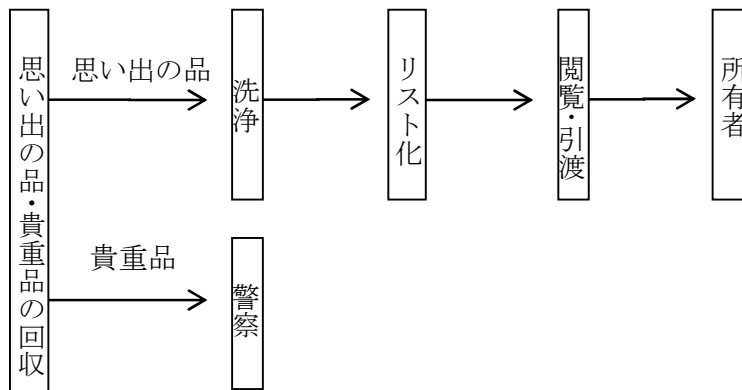 思い出の品・貴重品の回収
思い出の品
洗浄
リスト化
閲覧・引渡
所有者
貴重品
警察